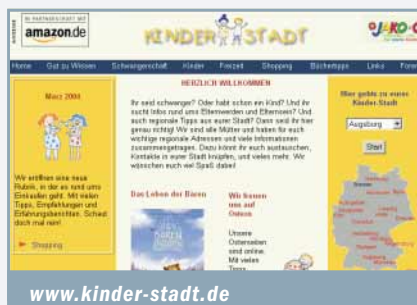 IN PARTNERSCHAFT MIT
amazon.de
KINDER STADT
Home Gut zu Wissen Schwangerschaft Kinder Freizeit Shopping Büchertipps Links
März 2004
Wir eröffnen eine neue
Rubrik, in der es rund ums
Einkaufen geht. Mit vielen
Tipps, Empfehlungen und
Erfahrungsberichten. Schaut
doch mal rein!
Shopping
HERZLICH WILLKOMMEN
Ihr seid schwanger? Oder habt schon ein Kind? Und ihr
sucht Infos rund ums Elternwerden und Elternsein? Und
auch regionale Tipps aus eurer Stadt? Dann seid ihr hier
genau richtig! Wir sind alle Mütter und haben für euch
wichtige regionale Adressen und viele Informationen
zusammengetragen. Dazu könnt ihr euch austauschen,
Kontakte in eurer Stadt knüpfen, und vieles mehr. Wir
wünschen euch viel Spaß dabei!
Das Leben der Bären
Wir freuen
uns auf
Ostern
Unsere
Osterseiten
sind online.
Mit vielen
Tipps
Hier gehts zu eurer
Kinder-Stadt
Augsburg
Start
www.kinder-stadt.de